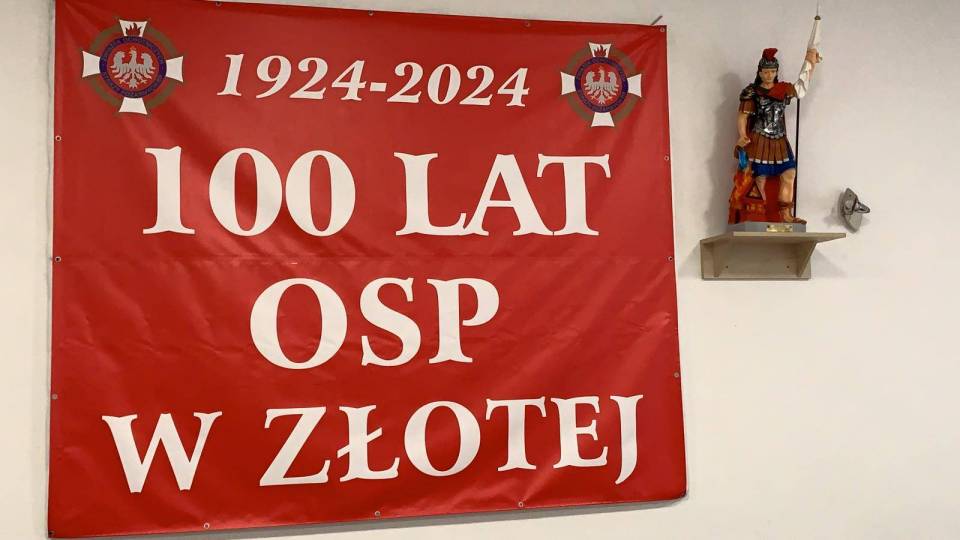 1924-2024
100 LAT
OSP
W ZŁOTEJ